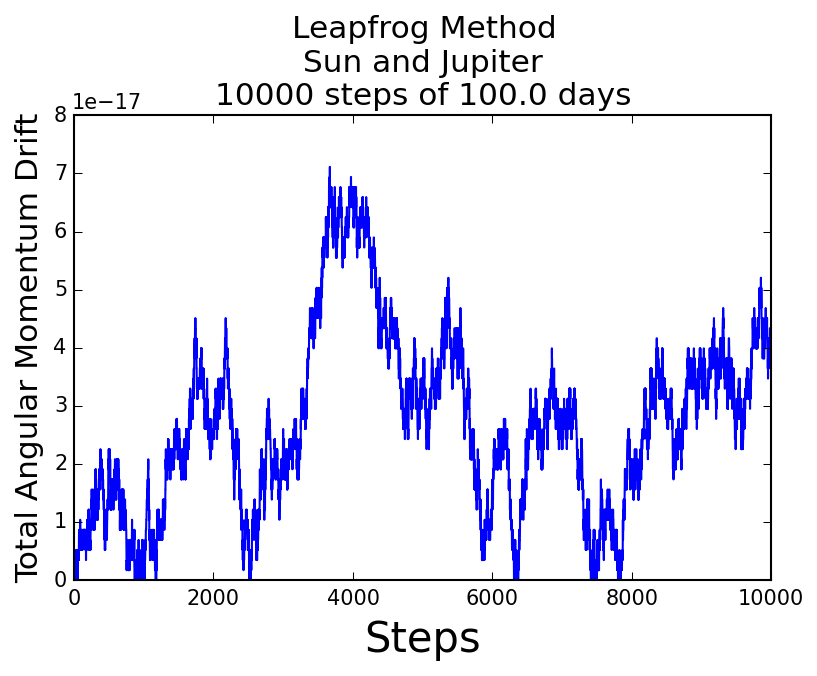 Leapfrog Method
Sun and Jupiter
10000 steps of 100.0 days
1e−17
Total Angular Momentum Drift
8
7
6
5
4
3
2
1
0
0 2000 4000 6000 8000 10000
Steps